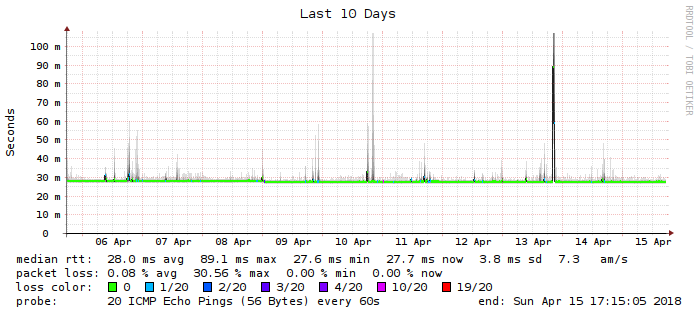 Last 10 Days
RRDTOOL / TOBI OETIKER
Seconds
100 m
90 m
80 m
70 m
60 m
50 m
40 m
30 m
20 m
10 m
0
06 Apr 07 Apr 08 Apr 09 Apr 10 Apr 11 Apr 12 Apr 13 Apr 14 Apr 15 Apr
median rtt: 28.0 ms avg 89.1 ms max 27.6 ms min 27.7 ms now 3.8 ms sd 7.3 am/s
packet loss: 0.08 % avg 30.56 % max 0.00 % min 0.00 % now
loss color: 0 1/20 2/20 3/20 4/20 10/20 19/20
probe: 20 ICMP Echo Pings (56 Bytes) every 60s end: Sun Apr 15 17:15:05 2018